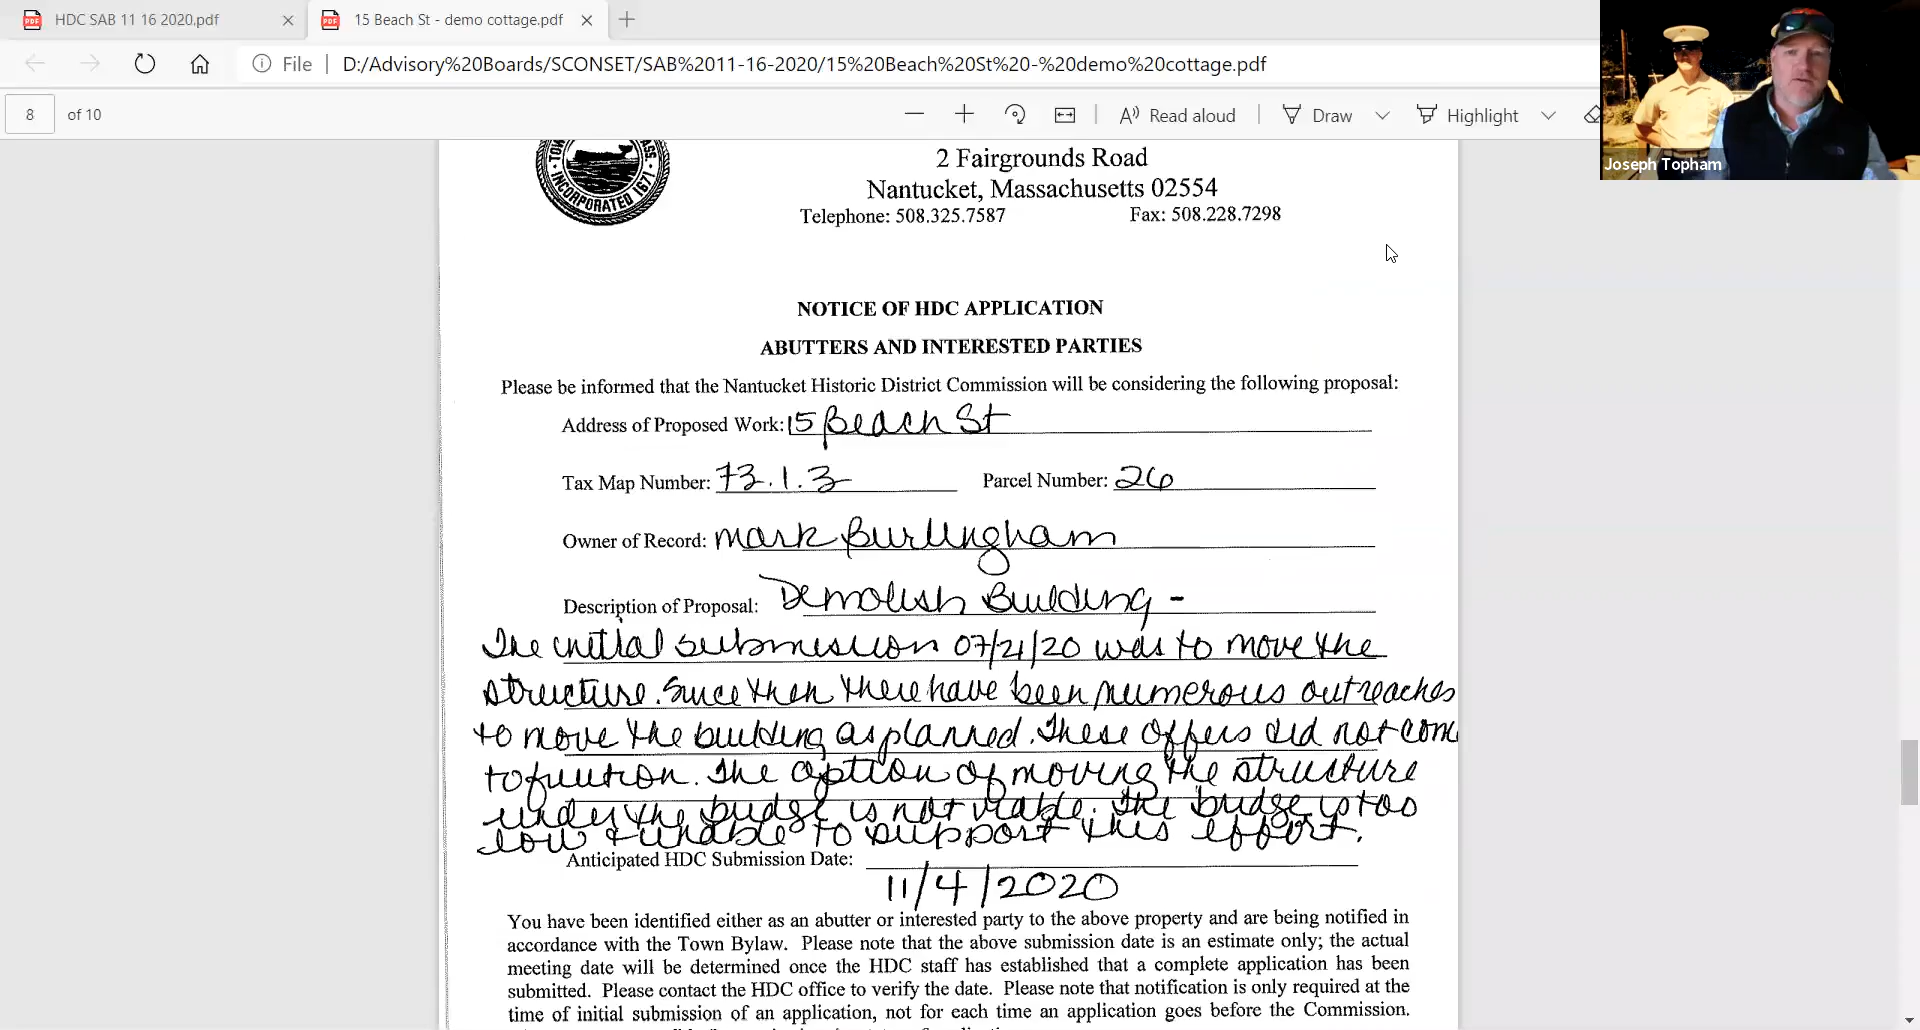 HDC SAB 11 16 2020.pdf
15 Beach St - demo cottage.pdf
File
D:/Advisory%20Boards/SCONSET/SAB%2011-16-2020/15%20Beach%20St%20-%20demo%20cottage.pdf
8 of 10
Read aloud
Draw
Highlight
Joseph Topham
MASS.
INCORPORATED 1671
2 Fairgrounds Road
Nantucket, Massachusetts 02554
Telephone: 508.325.7587 Fax: 508.228.7298
NOTICE OF HDC APPLICATION
ABUTTERS AND INTERESTED PARTIES
Please be informed that the Nantucket Historic District Commission will be considering the following proposal:
Address of Proposed Work: 15 Beach St
Tax Map Number: 73.1.3 Parcel Number: 26
Owner of Record: Mark Burlingham
Description of Proposal: Demolish Building -
The initial submission 07/21/20 was to move the
structure. Since then there have been numerous outreaches
to move the building as planned. These offers did not com
to fruition. The option of moving the structure
under the bridge is not viable. The bridge is too
low & unable to support this effort.
Anticipated HDC Submission Date:
11/4/2020
You have been identified either as an abutter or interested party to the above property and are being notified in
accordance with the Town Bylaw. Please note that the above submission date is an estimate only; the actual
meeting date will be determined once the HDC staff has established that a complete application has been
submitted. Please contact the HDC office to verify the date. Please note that notification is only required at the
time of initial submission of an application, not for each time an application goes before the Commission.